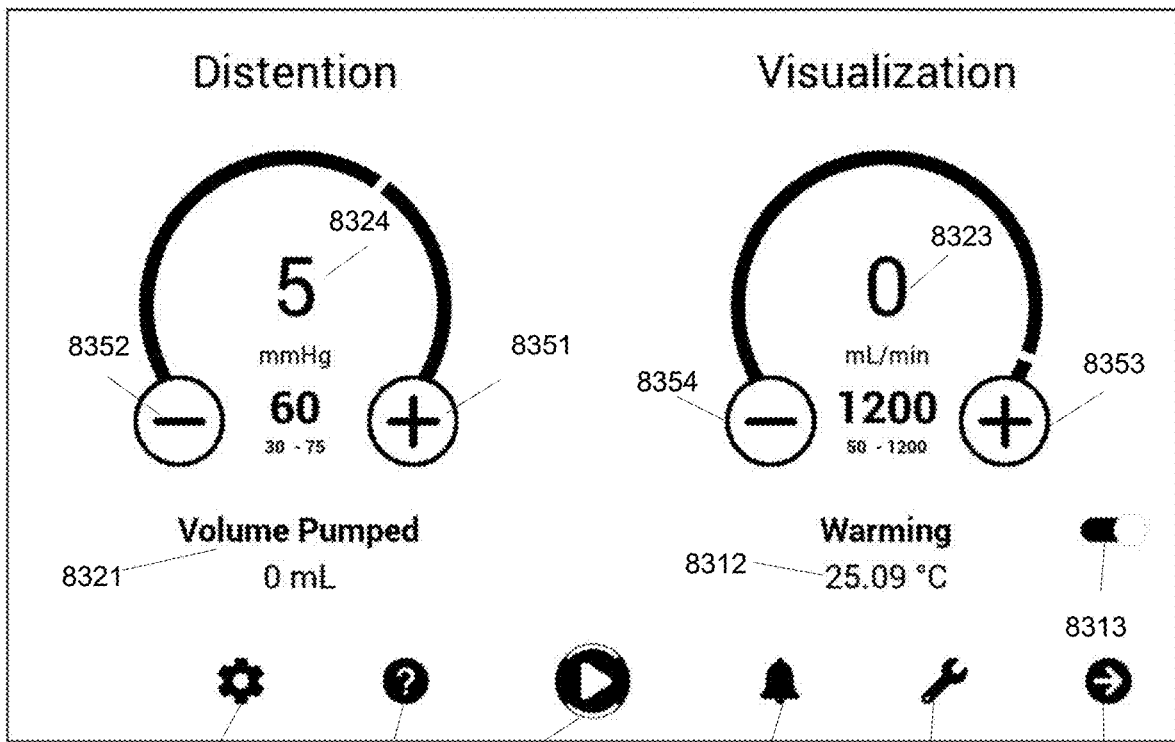 Distention
Visualization
8324
5
mmHg
8352
8351
60
30 - 75
8323
0
mL/min
8354
8353
1200
50 - 1200
Volume Pumped
8321
0 mL
Warming
8312
25.09 °C
8313
?